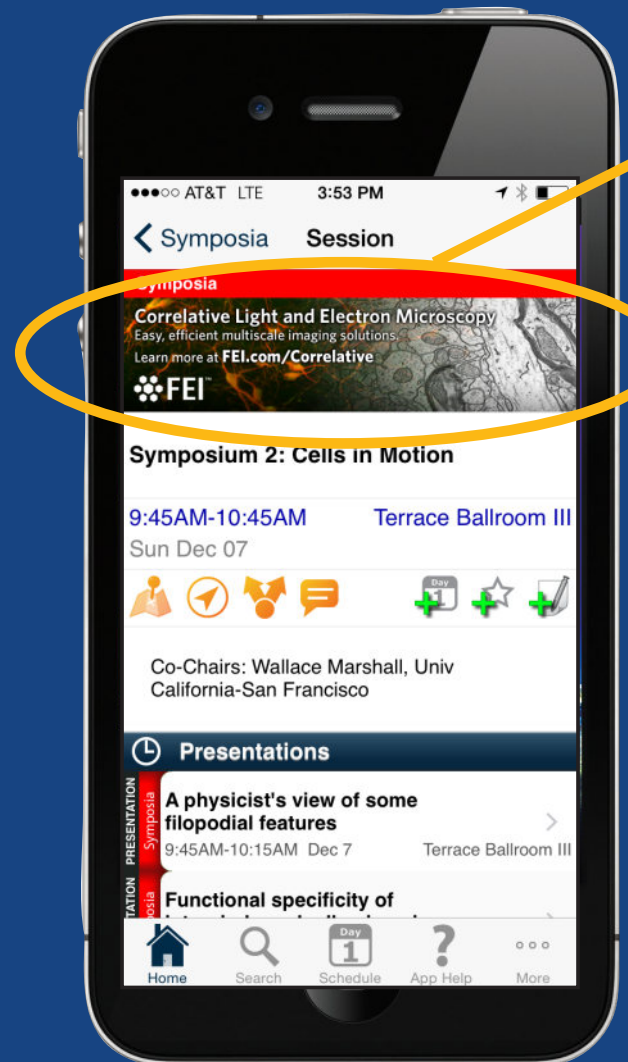 AT&T LTE 3:53 PM
Symposia Session
Symposia
Correlative Light and Electron Microscopy
Easy, efficient multiscale imaging solutions.
Learn more at FEI.com/Correlative
FEI™
Symposium 2: Cells in Motion
9:45AM-10:45AM Terrace Ballroom III
Sun Dec 07
Day
1
Co-Chairs: Wallace Marshall, Univ
California-San Francisco
Presentations
PRESENTATION
Symposia
A physicist's view of some
filopodial features
9:45AM-10:15AM Dec 7 Terrace Ballroom III
Functional specificity of
Day
1
?
Home Search Schedule App Help More